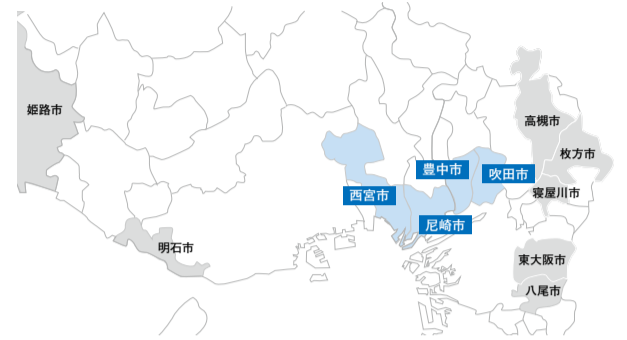 姫路市
高槻市
枚方市
豊中市
吹田市
西宮市
寝屋川市
尼崎市
明石市
東大阪市
八尾市